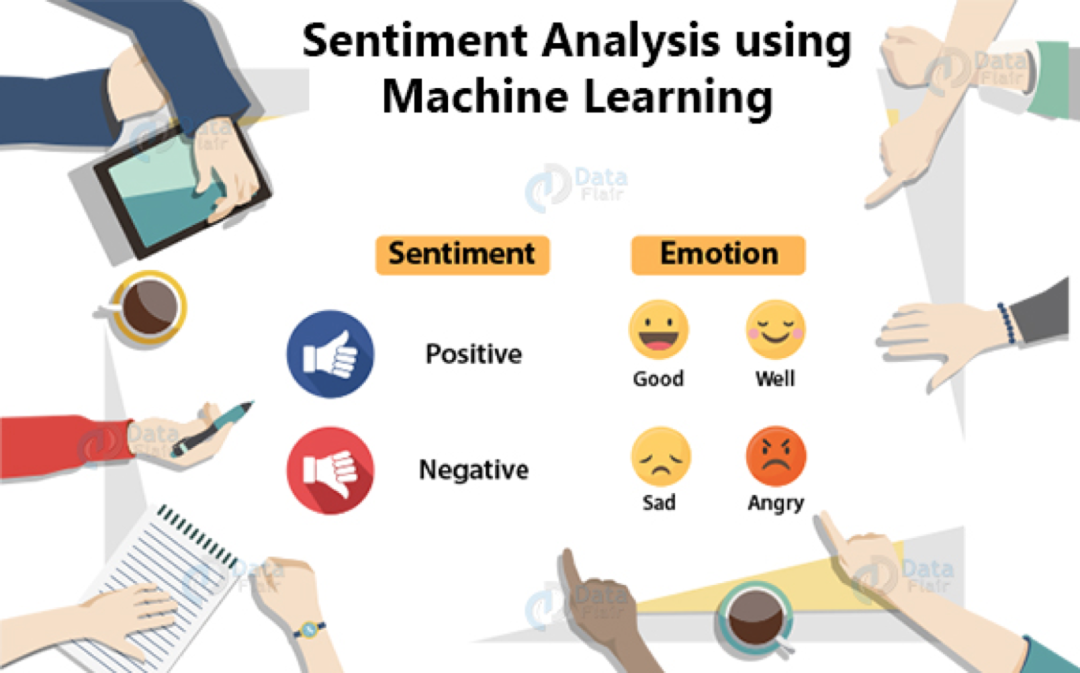 Sentiment Analysis using
Machine Learning
Data
Flair
Data
Flair
Data
Flair
Sentiment
Emotion
Positive
Good
Well
Negative
Data
Flair
Sad
Angry
Data
Flair
Data
Flair
Data
Flair